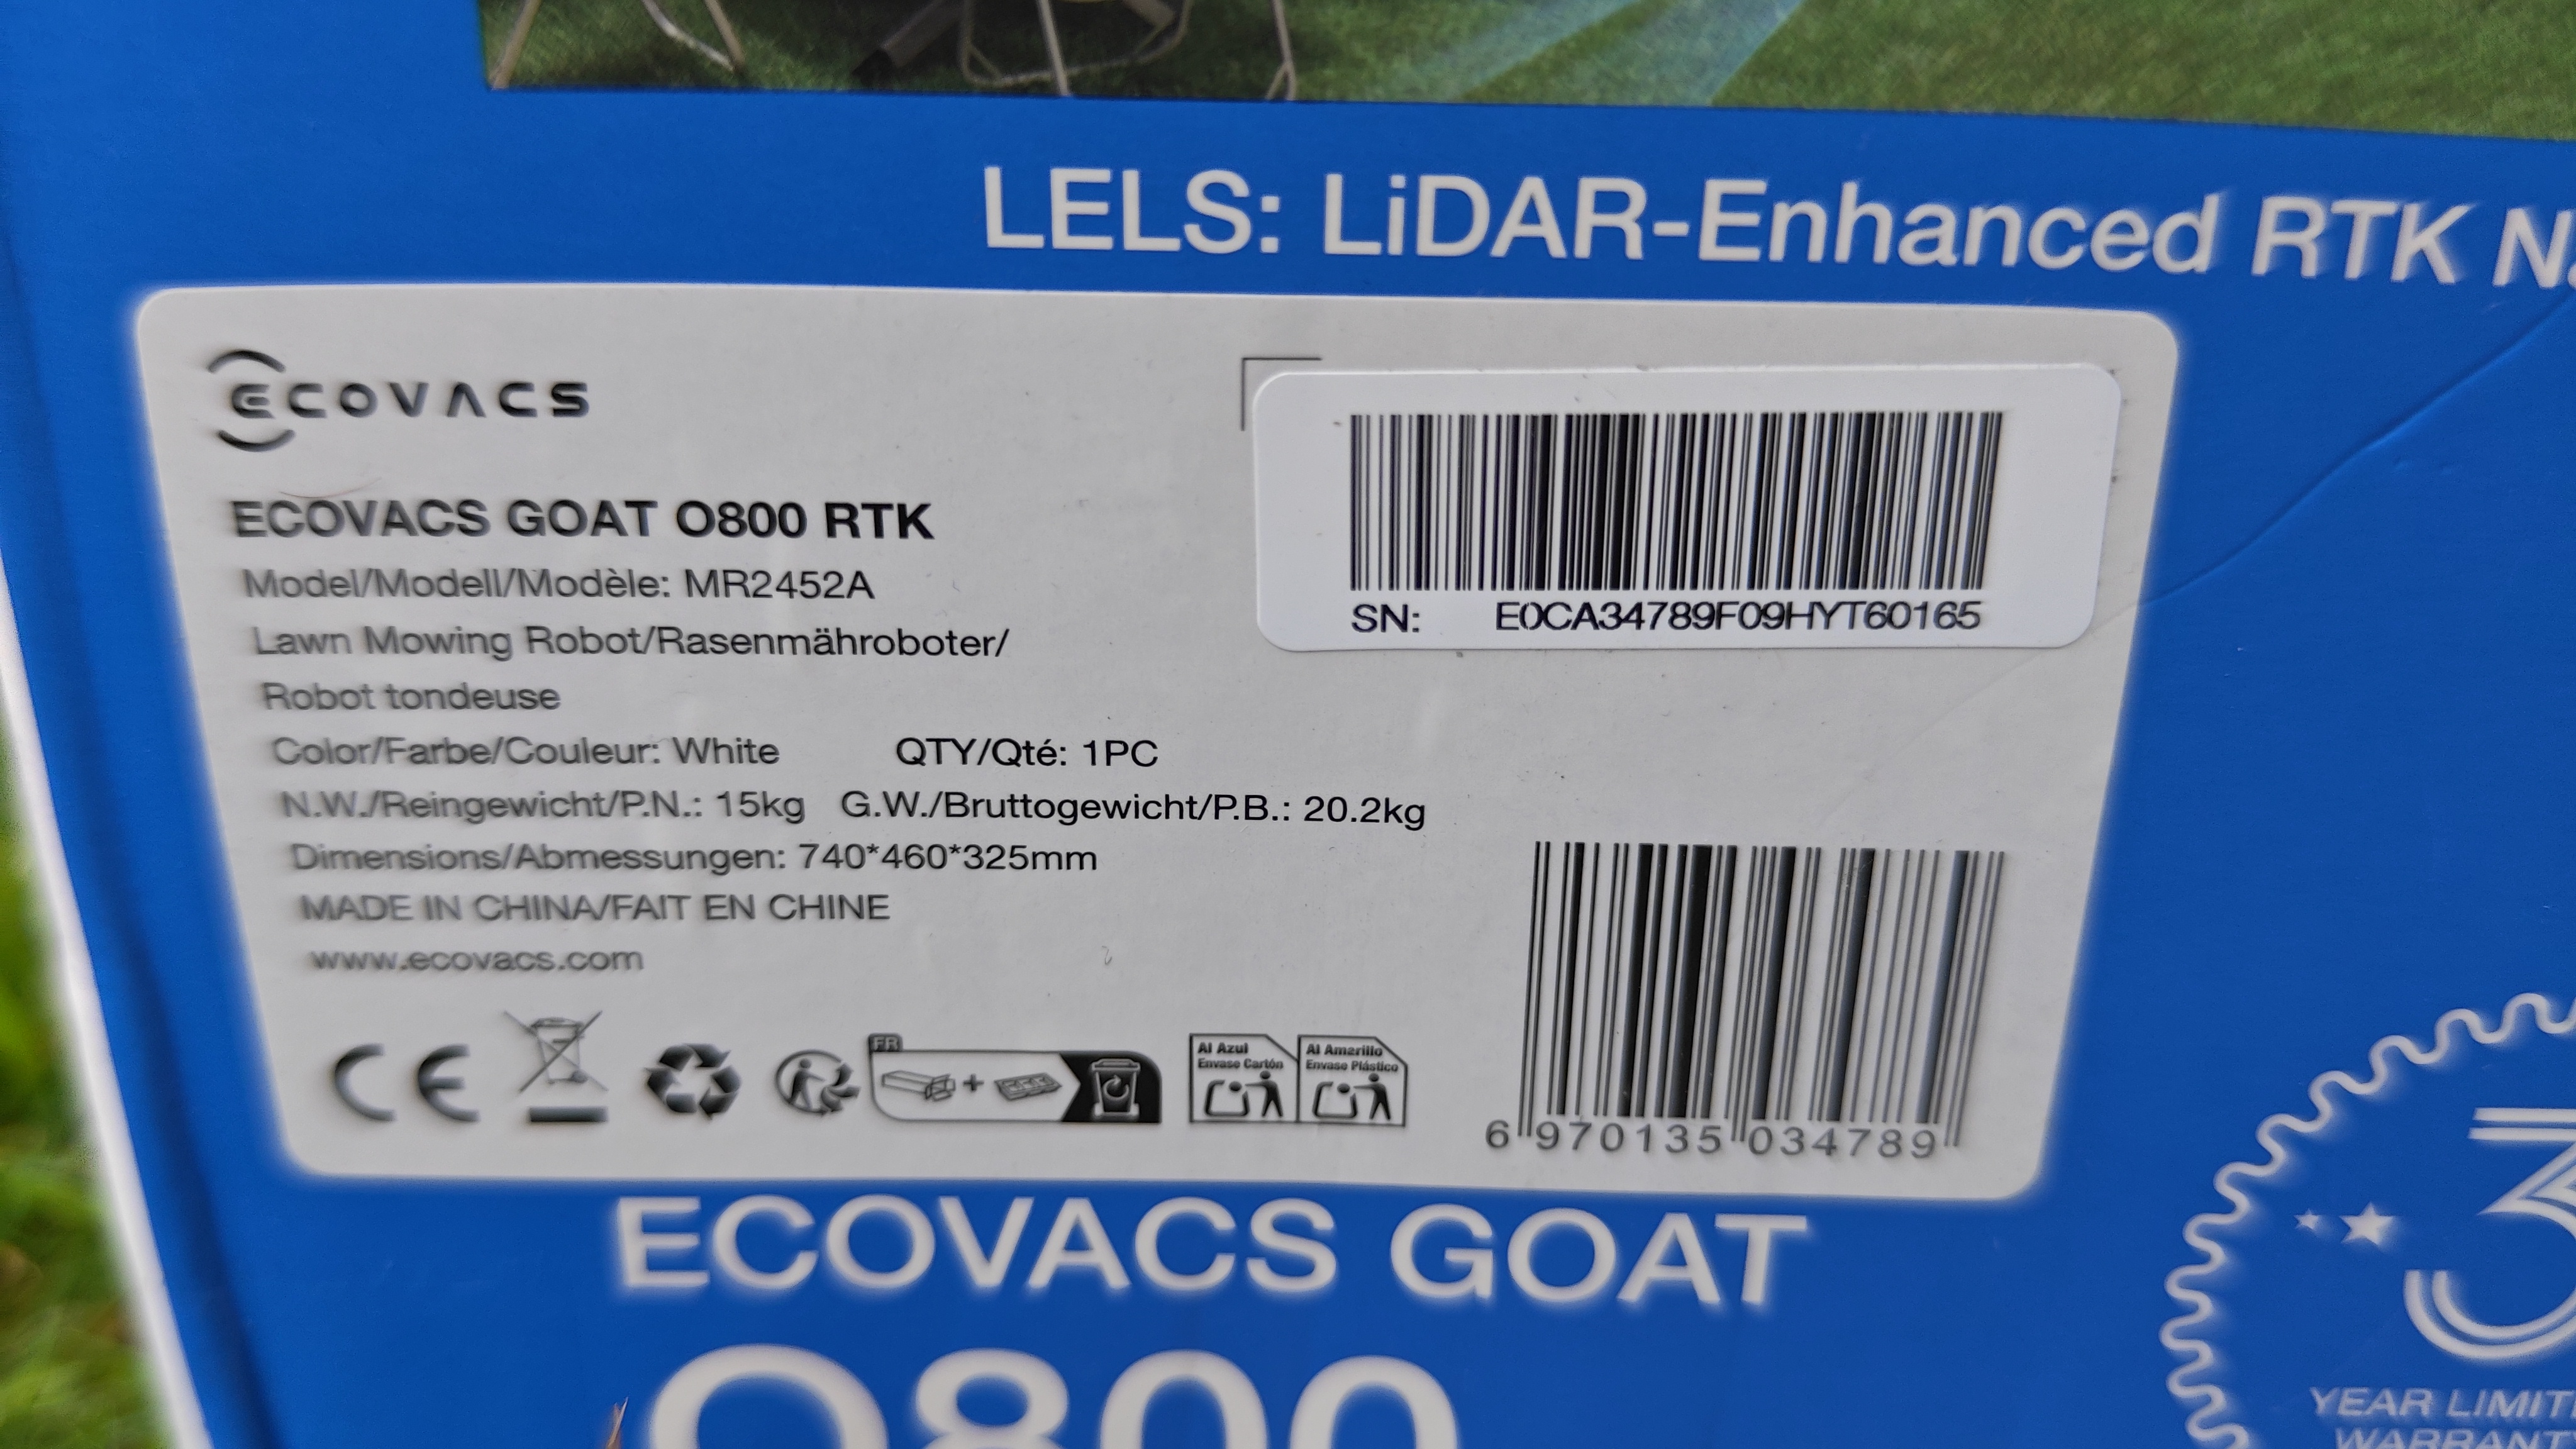 LELS: LiDAR-Enhanced RTK
ECOVACS
ECOVACS GOAT O800 RTK
Model/Modell/Modèle: MR2452A
Lawn Mowing Robot/Rasenmähroboter/
Robot tondeuse
Color/Farbe/Couleur: White QTY/Qté: 1PC
N.W./Reingewicht/P.N.: 15kg G.W./Bruttogewicht/P.B.: 20.2kg
Dimensions/Abmessungen: 740*460*325mm
MADE IN CHINA/FAIT EN CHINE
www.ecovacs.com
SN: E0CA34789F09HYT60165
CE
FR
Al Azul
Envase Cartón
Al Amarillo
Envase Plástico
6 970135 034789
ECOVACS GOAT
O800
3
YEAR LIMIT
WARRANT